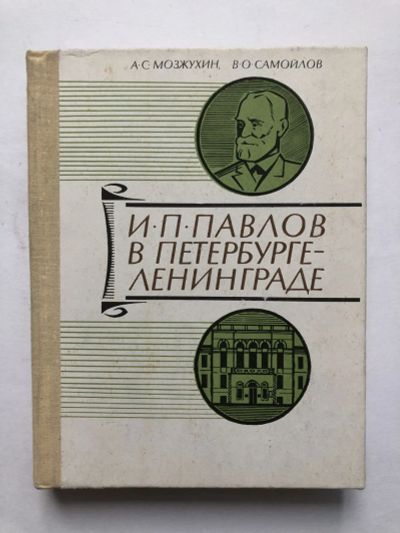 А·С·МОЗЖУХИН, В·О·САМОЙЛОВ
И·П·ПАВЛОВ
В ПЕТЕРБУРГЕ-
ЛЕНИНГРАДЕ